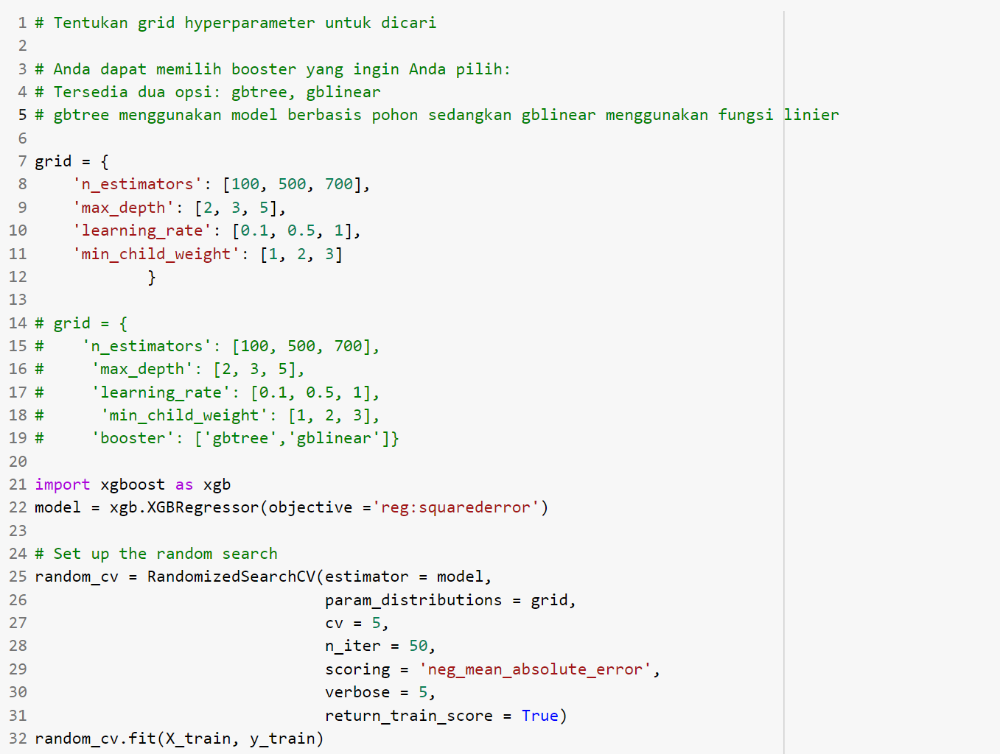 1 # Tentukan grid hyperparameter untuk dicari
2
3 # Anda dapat memilih booster yang ingin Anda pilih:
4 # Tersedia dua opsi: gbtree, gblinear
5 # gbtree menggunakan model berbasis pohon sedangkan gblinear menggunakan fungsi linier
6
7 grid = {
8     'n_estimators': [100, 500, 700],
9     'max_depth': [2, 3, 5],
10     'learning_rate': [0.1, 0.5, 1],
11     'min_child_weight': [1, 2, 3]
12             }
13
14 # grid = {
15 #    'n_estimators': [100, 500, 700],
16 #     'max_depth': [2, 3, 5],
17 #     'learning_rate': [0.1, 0.5, 1],
18 #      'min_child_weight': [1, 2, 3],
19 #     'booster': ['gbtree','gblinear']}
20
21 import xgboost as xgb
22 model = xgb.XGBRegressor(objective ='reg:squarederror')
23
24 # Set up the random search
25 random_cv = RandomizedSearchCV(estimator = model,
26                                param_distributions = grid,
27                                cv = 5,
28                                n_iter = 50,
29                                scoring = 'neg_mean_absolute_error',
30                                verbose = 5,
31                                return_train_score = True)
32 random_cv.fit(X_train, y_train)